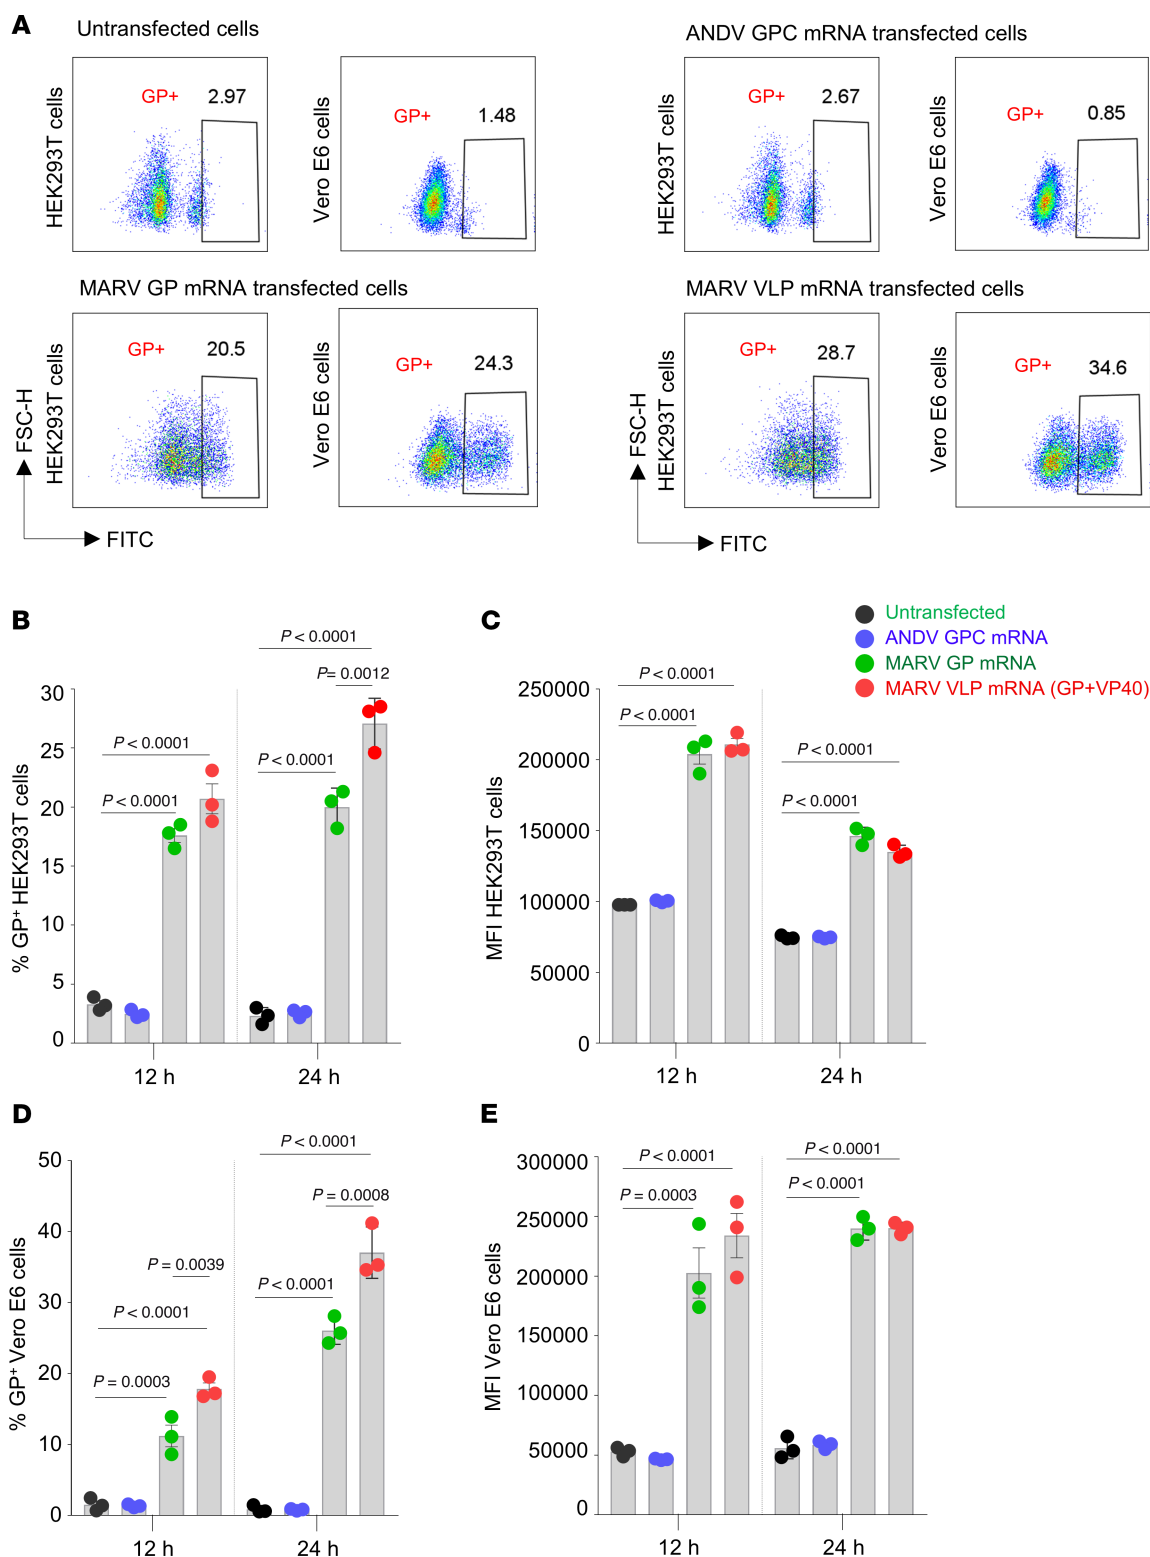 A
Untransfected cells
ANDV GPC mRNA transfected cells
HEK293T cells
GP+ 2.97
Vero E6 cells
GP+ 1.48
HEK293T cells
GP+ 2.67
Vero E6 cells
GP+ 0.85
MARV GP mRNA transfected cells
MARV VLP mRNA transfected cells
FSC-H
HEK293T cells
GP+ 20.5
Vero E6 cells
GP+ 24.3
FITC
FSC-H
HEK293T cells
GP+ 28.7
Vero E6 cells
GP+ 34.6
FITC
Untransfected
ANDV GPC mRNA
MARV GP mRNA
MARV VLP mRNA (GP+VP40)
B
% GP+ HEK293T cells
30
25
20
15
10
5
0
P < 0.0001
P < 0.0001
P < 0.0001
P = 0.0012
P < 0.0001
12 h
24 h
C
MFI HEK293T cells
250000
200000
150000
100000
50000
0
P < 0.0001
P < 0.0001
P < 0.0001
P < 0.0001
12 h
24 h
D
% GP+ Vero E6 cells
50
40
30
20
10
0
P = 0.0039
P < 0.0001
P = 0.0003
P < 0.0001
P = 0.0008
P < 0.0001
12 h
24 h
E
MFI Vero E6 cells
300000
250000
200000
150000
100000
50000
0
P < 0.0001
P = 0.0003
P < 0.0001
P < 0.0001
12 h
24 h